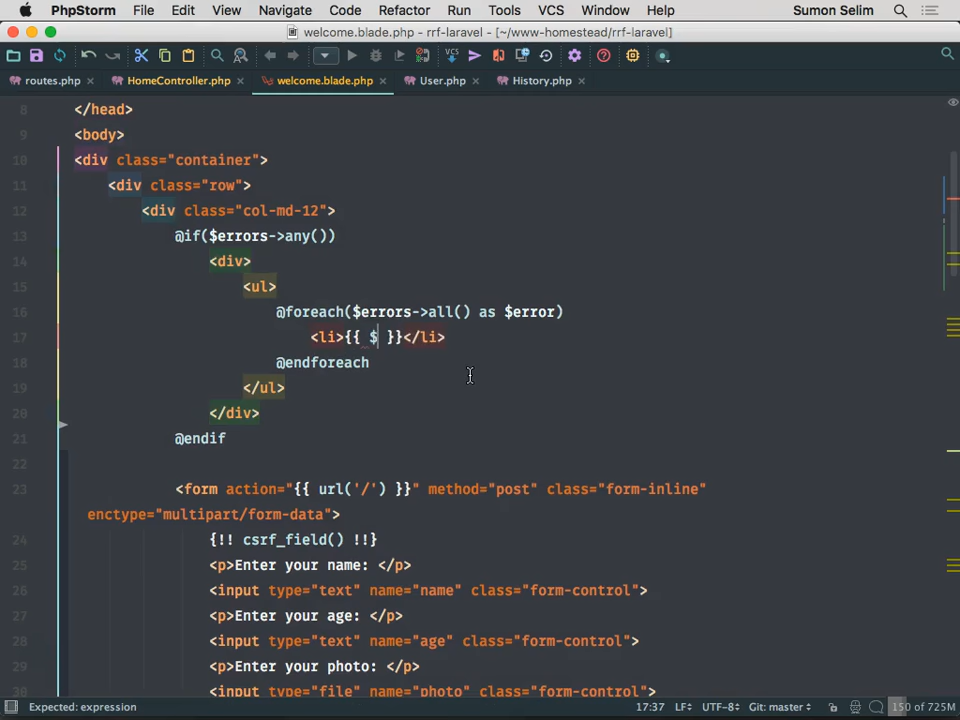 PhpStorm File Edit View Navigate Code Refactor Run Tools VCS Window Help Sumon Selim
welcome.blade.php - rrf-laravel - [~/www-homestead/rrf-laravel]
VCS
routes.php HomeController.php welcome.blade.php User.php History.php
8 </head>
9 <body>
10 <div class="container">
11 <div class="row">
12 <div class="col-md-12">
13 @if($errors->any())
14 <div>
15 <ul>
16 @foreach($errors->all() as $error)
17 <li>{{ $ }}</li>
18 @endforeach
19 </ul>
20 </div>
21 @endif
22
23 <form action="{{ url('/') }}" method="post" class="form-inline"
enctype="multipart/form-data">
24 {!! csrf_field() !!}
25 <p>Enter your name: </p>
26 <input type="text" name="name" class="form-control">
27 <p>Enter your age: </p>
28 <input type="text" name="age" class="form-control">
29 <p>Enter your photo: </p>
30 <input type="file" name="photo" class="form-control">
Expected: expression 17:37 LF÷ UTF-8÷ Git: master÷ 150 of 725M